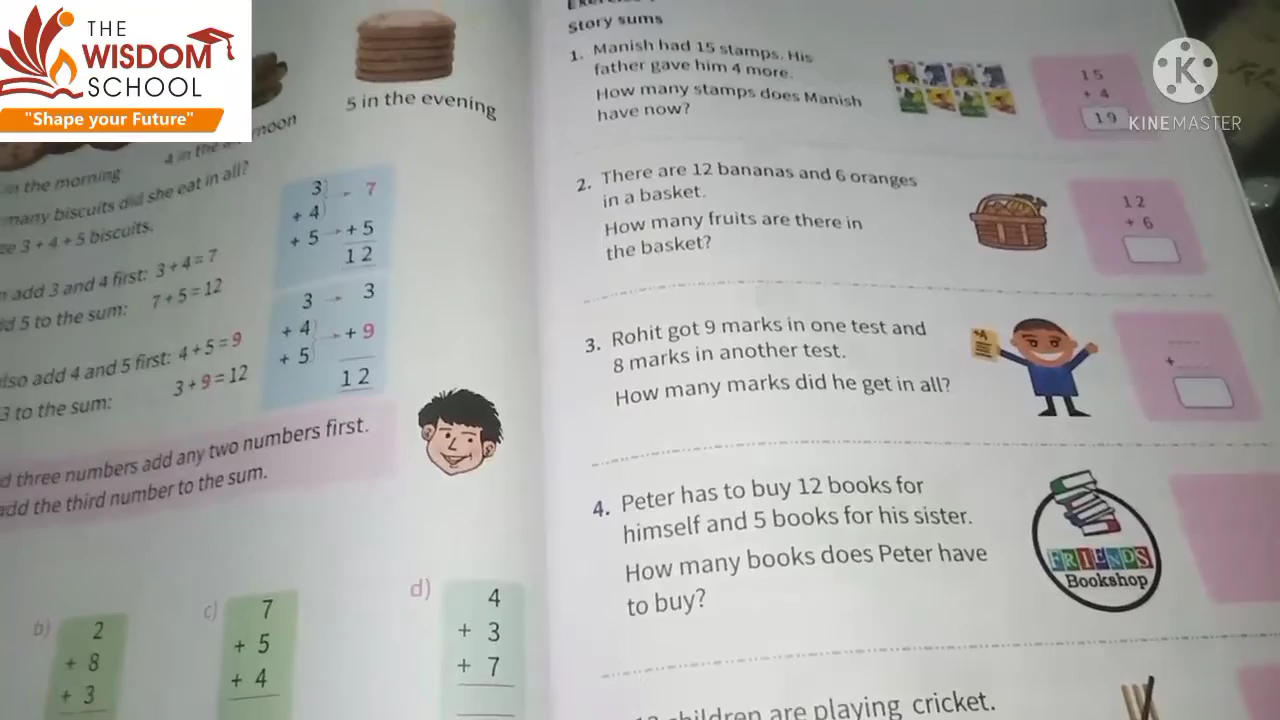 THE
WISDOM
SCHOOL
"Shape your Future"
5 in the evening
4 in the
in the morning
many biscuits did she eat in all?
3 + 4 + 5 biscuits.
add 3 and 4 first: 3 + 4 = 7
5 to the sum: 7 + 5 = 12
add 4 and 5 first: 4 + 5 = 9
3 to the sum: 3 + 9 = 12
3 7
+ 4
+ 5 + 5
12
3 3
+ 4 + 9
+ 5
12
three numbers add any two numbers first.
add the third number to the sum.
b) 2
+ 8
+ 3
c) 7
+ 5
+ 4
d) 4
+ 3
+ 7
Story sums
1. Manish had 15 stamps. His
father gave him 4 more.
How many stamps does Manish
have now?
15
+ 4
19
KINEMASTER
K
2. There are 12 bananas and 6 oranges
in a basket.
How many fruits are there in
the basket?
12
+ 6
3. Rohit got 9 marks in one test and
8 marks in another test.
How many marks did he get in all?
+
4. Peter has to buy 12 books for
himself and 5 books for his sister.
How many books does Peter have
to buy?
FRIENDS
Bookshop
children are playing cricket.